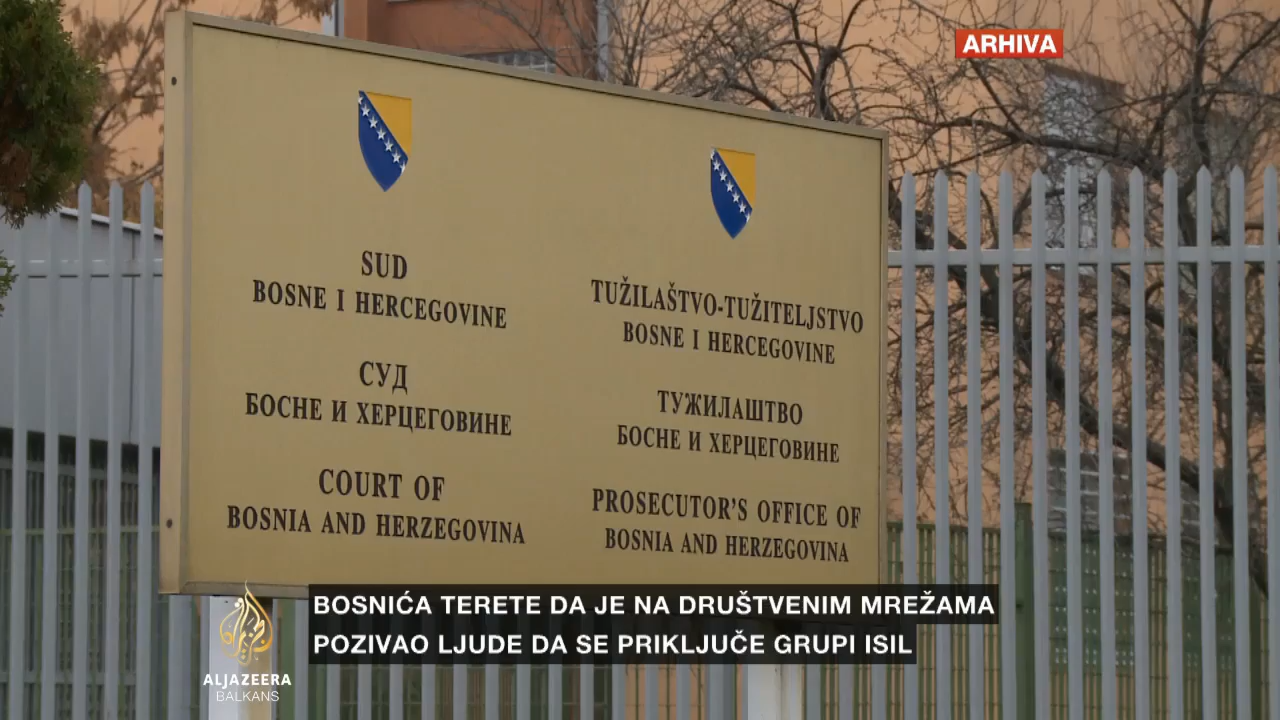 ARHIVA
SUD
BOSNE I HERCEGOVINE
СУД
БОСНЕ И ХЕРЦЕГОВИНЕ
COURT OF
BOSNIA AND HERZEGOVINA
TUŽILAŠTVO-TUŽITELJSTVO
BOSNE I HERCEGOVINE
ТУЖИЛАШТВО
БОСНЕ И ХЕРЦЕГОВИНЕ
PROSECUTOR'S OFFICE OF
BOSNIA AND HERZEGOVINA
BOSNIĆA TERETE DA JE NA DRUŠTVENIM MREŽAMA
POZIVAO LJUDE DA SE PRIKLJUČE GRUPI ISIL
ALJAZEERA
BALKANS